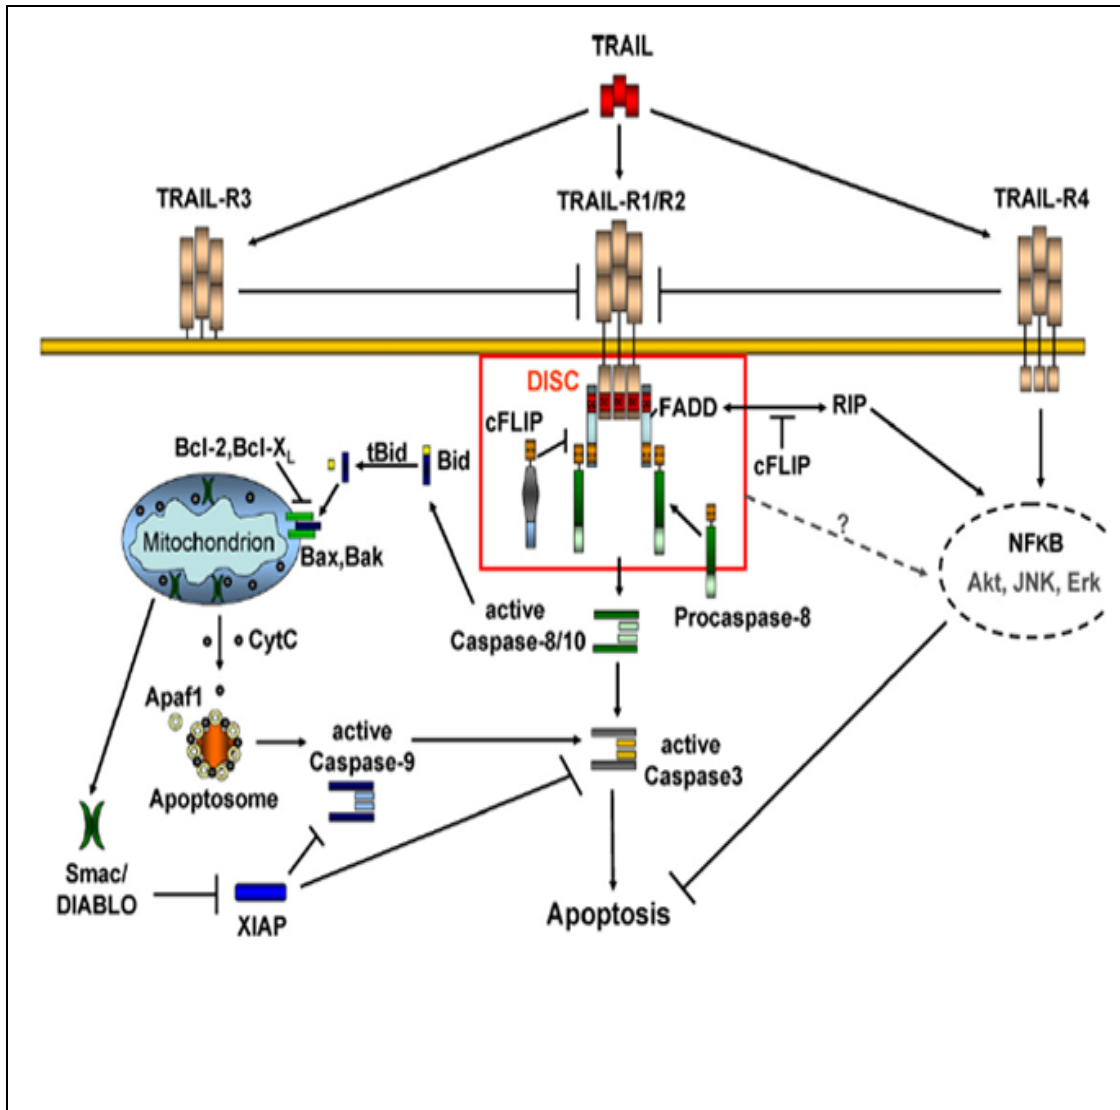 TRAIL
TRAIL-R3
TRAIL-R1/R2
TRAIL-R4
DISC
cFLIP
FADD
RIP
cFLIP
Bcl-2,Bcl-XL
tBid
Bid
?
Mitochondrion
Bax,Bak
NFκB
Akt, JNK, Erk
active
Caspase-8/10
Procaspase-8
CytC
Apaf1
active
Caspase-9
active
Caspase3
Apoptosome
Smac/
DIABLO
XIAP
Apoptosis